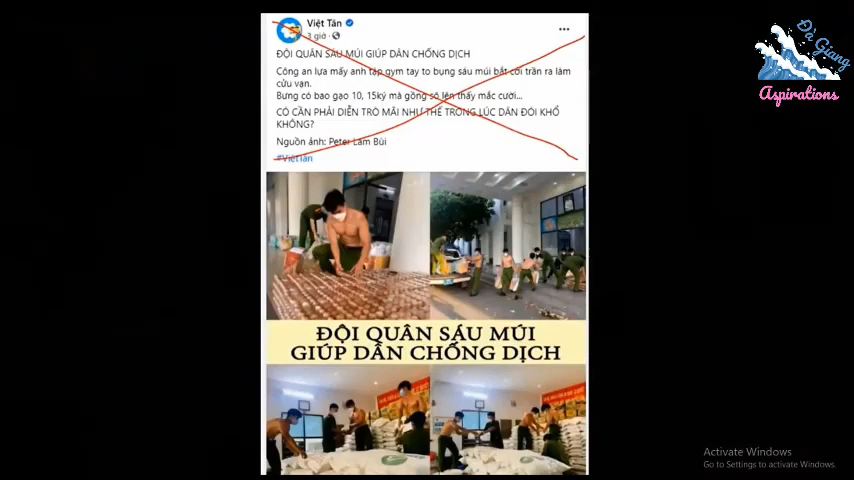 Việt Tân
3 giờ ·
ĐỘI QUÂN SÁU MÚI GIÚP DÂN CHỐNG DỊCH
Công an lựa mấy anh tập gym tay to bụng sáu múi bắt cởi trần ra làm
cửu vạn.
Bưng có bao gạo 10, 15ký mà gồng sô lên thấy mắc cười...
CÓ CẦN PHẢI DIỄN TRÒ MÃI NHƯ THẾ TRONG LÚC DÂN ĐÓI KHỔ
KHÔNG?
Nguồn ảnh: Peter Lâm Bùi
#ViệtTân
ĐỘI QUÂN SÁU MÚI
GIÚP DÂN CHỐNG DỊCH
Đà Giang
Aspirations
Activate Windows
Go to Settings to activate Windows.